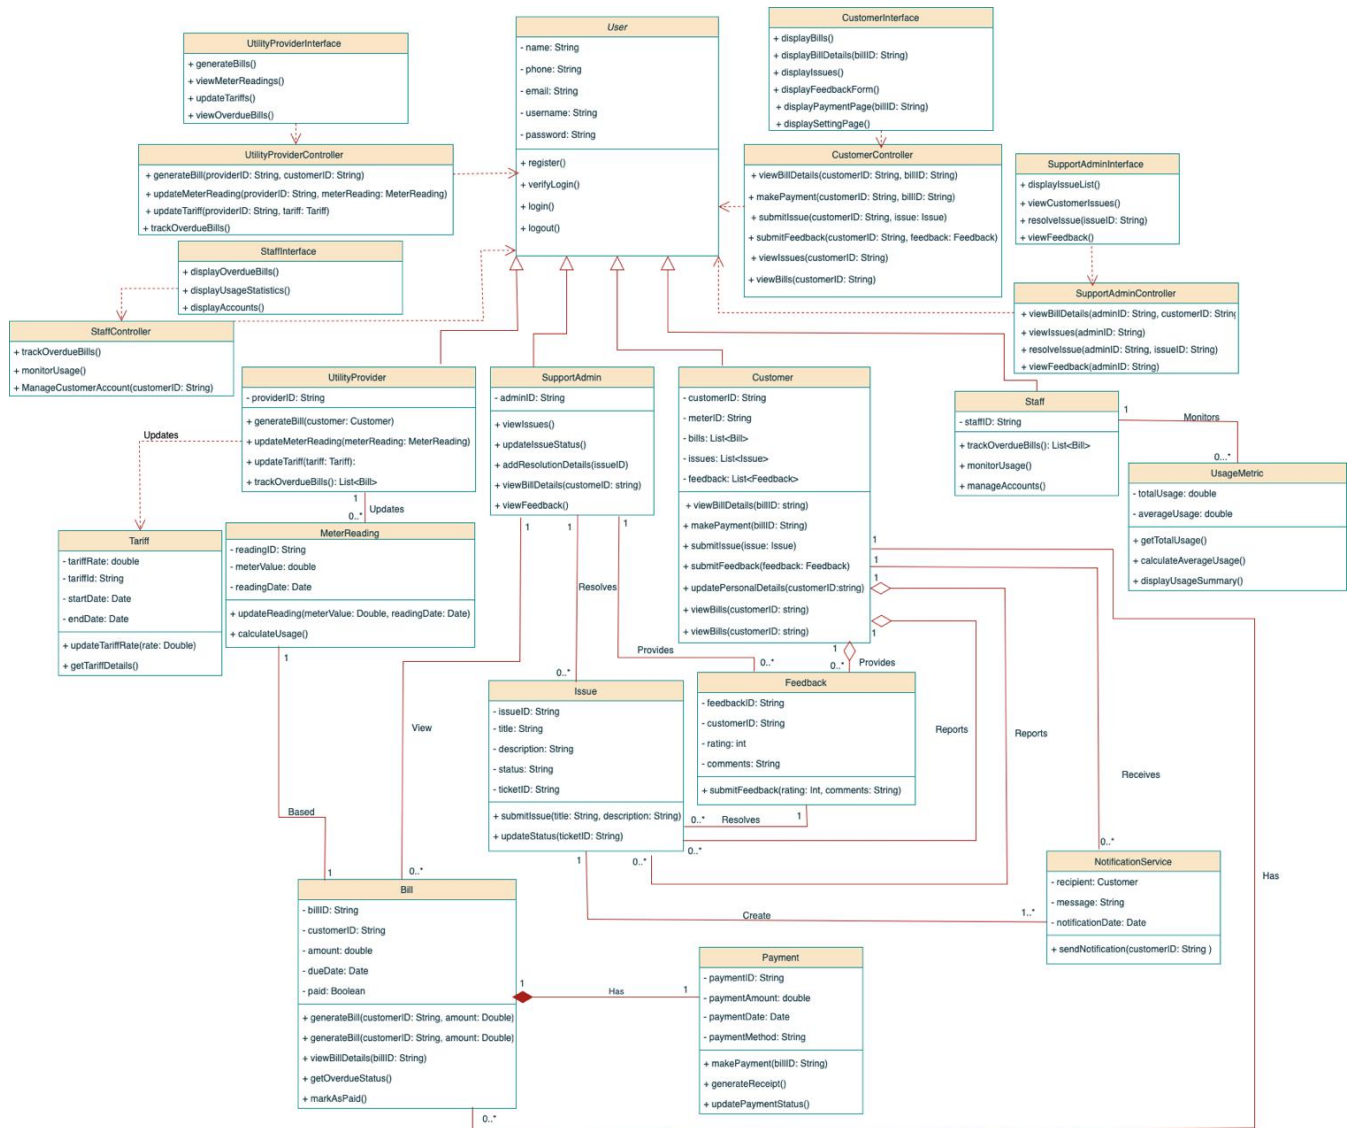 UtilityProviderInterface
+ generateBills()
+ viewMeterReadings()
+ updateTariffs()
+ viewOverdueBills()
User
- name: String
- phone: String
- email: String
- username: String
- password: String
+ register()
+ verifyLogin()
+ login()
+ logout()
CustomerInterface
+ displayBills()
+ displayBillDetails(billID: String)
+ displayIssues()
+ displayFeedbackForm()
+ displayPaymentPage(billID: String)
+ displaySettingPage()
UtilityProviderController
+ generateBill(providerID: String, customerID: String)
+ updateMeterReading(providerID: String, meterReading: MeterReading)
+ updateTariff(providerID: String, tariff: Tariff)
+ trackOverdueBills()
CustomerController
+ viewBillDetails(customerID: String, billID: String)
+ makePayment(customerID: String, billID: String)
+ submitIssue(customerID: String, issue: Issue)
+ submitFeedback(customerID: String, feedback: Feedback)
+ viewIssues(customerID: String)
+ viewBills(customerID: String)
SupportAdminInterface
+ displayIssueList()
+ viewCustomerIssues()
+ resolveIssue(issueID: String)
+ viewFeedback()
StaffInterface
+ displayOverdueBills()
+ displayUsageStatistics()
+ displayAccounts()
SupportAdminController
+ viewBillDetails(adminID: String, customerID: String
+ viewIssues(adminID: String)
+ resolveIssue(adminID: String, issueID: String)
+ viewFeedback(adminID: String)
StaffController
+ trackOverdueBills()
+ monitorUsage()
+ ManageCustomerAccount(customerID: String)
UtilityProvider
- providerID: String
+ generateBill(customer: Customer)
+ updateMeterReading(meterReading: MeterReading)
+ updateTariff(tariff: Tariff):
+ trackOverdueBills(): List<Bill>
SupportAdmin
- adminID: String
+ viewIssues()
+ updateIssueStatus()
+ addResolutionDetails(issueID)
+ viewBillDetails(custome​ID: string)
+ viewFeedback()
Customer
- customerID: String
- meterID: String
- bills: List<Bill>
- issues: List<Issue>
- feedback: List<Feedback>
+ viewBillDetails(billID: string)
+ makePayment(billID: String)
+ submitIssue(issue: Issue)
+ submitFeedback(feedback: Feedback)
+ updatePersonalDetails(customerID:string)
+ viewBills(customerID: string)
+ viewBills(customerID: string)
Staff
- staffID: String
+ trackOverdueBills(): List<Bill>
+ monitorUsage()
+ manageAccounts()
1
Monitors
0...*
UsageMetric
- totalUsage: double
- averageUsage: double
+ getTotalUsage()
+ calculateAverageUsage()
+ displayUsageSummary()
Updates
1
0..*
Updates
Tariff
- tariffRate: double
- tariffId: String
- startDate: Date
- endDate: Date
+ updateTariffRate(rate: Double)
+ getTariffDetails()
MeterReading
- readingID: String
- meterValue: double
- readingDate: Date
+ updateReading(meterValue: Double, readingDate: Date)
+ calculateUsage()
1
1
1
1
Resolves
Provides
0..*
0..*
1
1
1
1
1
0..*
Provides
Issue
- issueID: String
- title: String
- description: String
- status: String
- ticketID: String
+ submitIssue(title: String, description: String)
+ updateStatus(ticketID: String)
Feedback
- feedbackID: String
- customerID: String
- rating: int
- comments: String
+ submitFeedback(rating: Int, comments: String)
View
Reports
Reports
Receives
Based
0..*
Resolves
1
0..*
0..*
0..*
1
0..*
1
Has
NotificationService
- recipient: Customer
- message: String
- notificationDate: Date
+ sendNotification(customerID: String )
Create
1..*
Bill
- billID: String
- customerID: String
- amount: double
- dueDate: Date
- paid: Boolean
+ generateBill(customerID: String, amount: Double)
+ generateBill(customerID: String, amount: Double)
+ viewBillDetails(billID: String)
+ getOverdueStatus()
+ markAsPaid()
1
Has
1
Payment
- paymentID: String
- paymentAmount: double
- paymentDate: Date
- paymentMethod: String
+ makePayment(billID: String)
+ generateReceipt()
+ updatePaymentStatus()
0..*